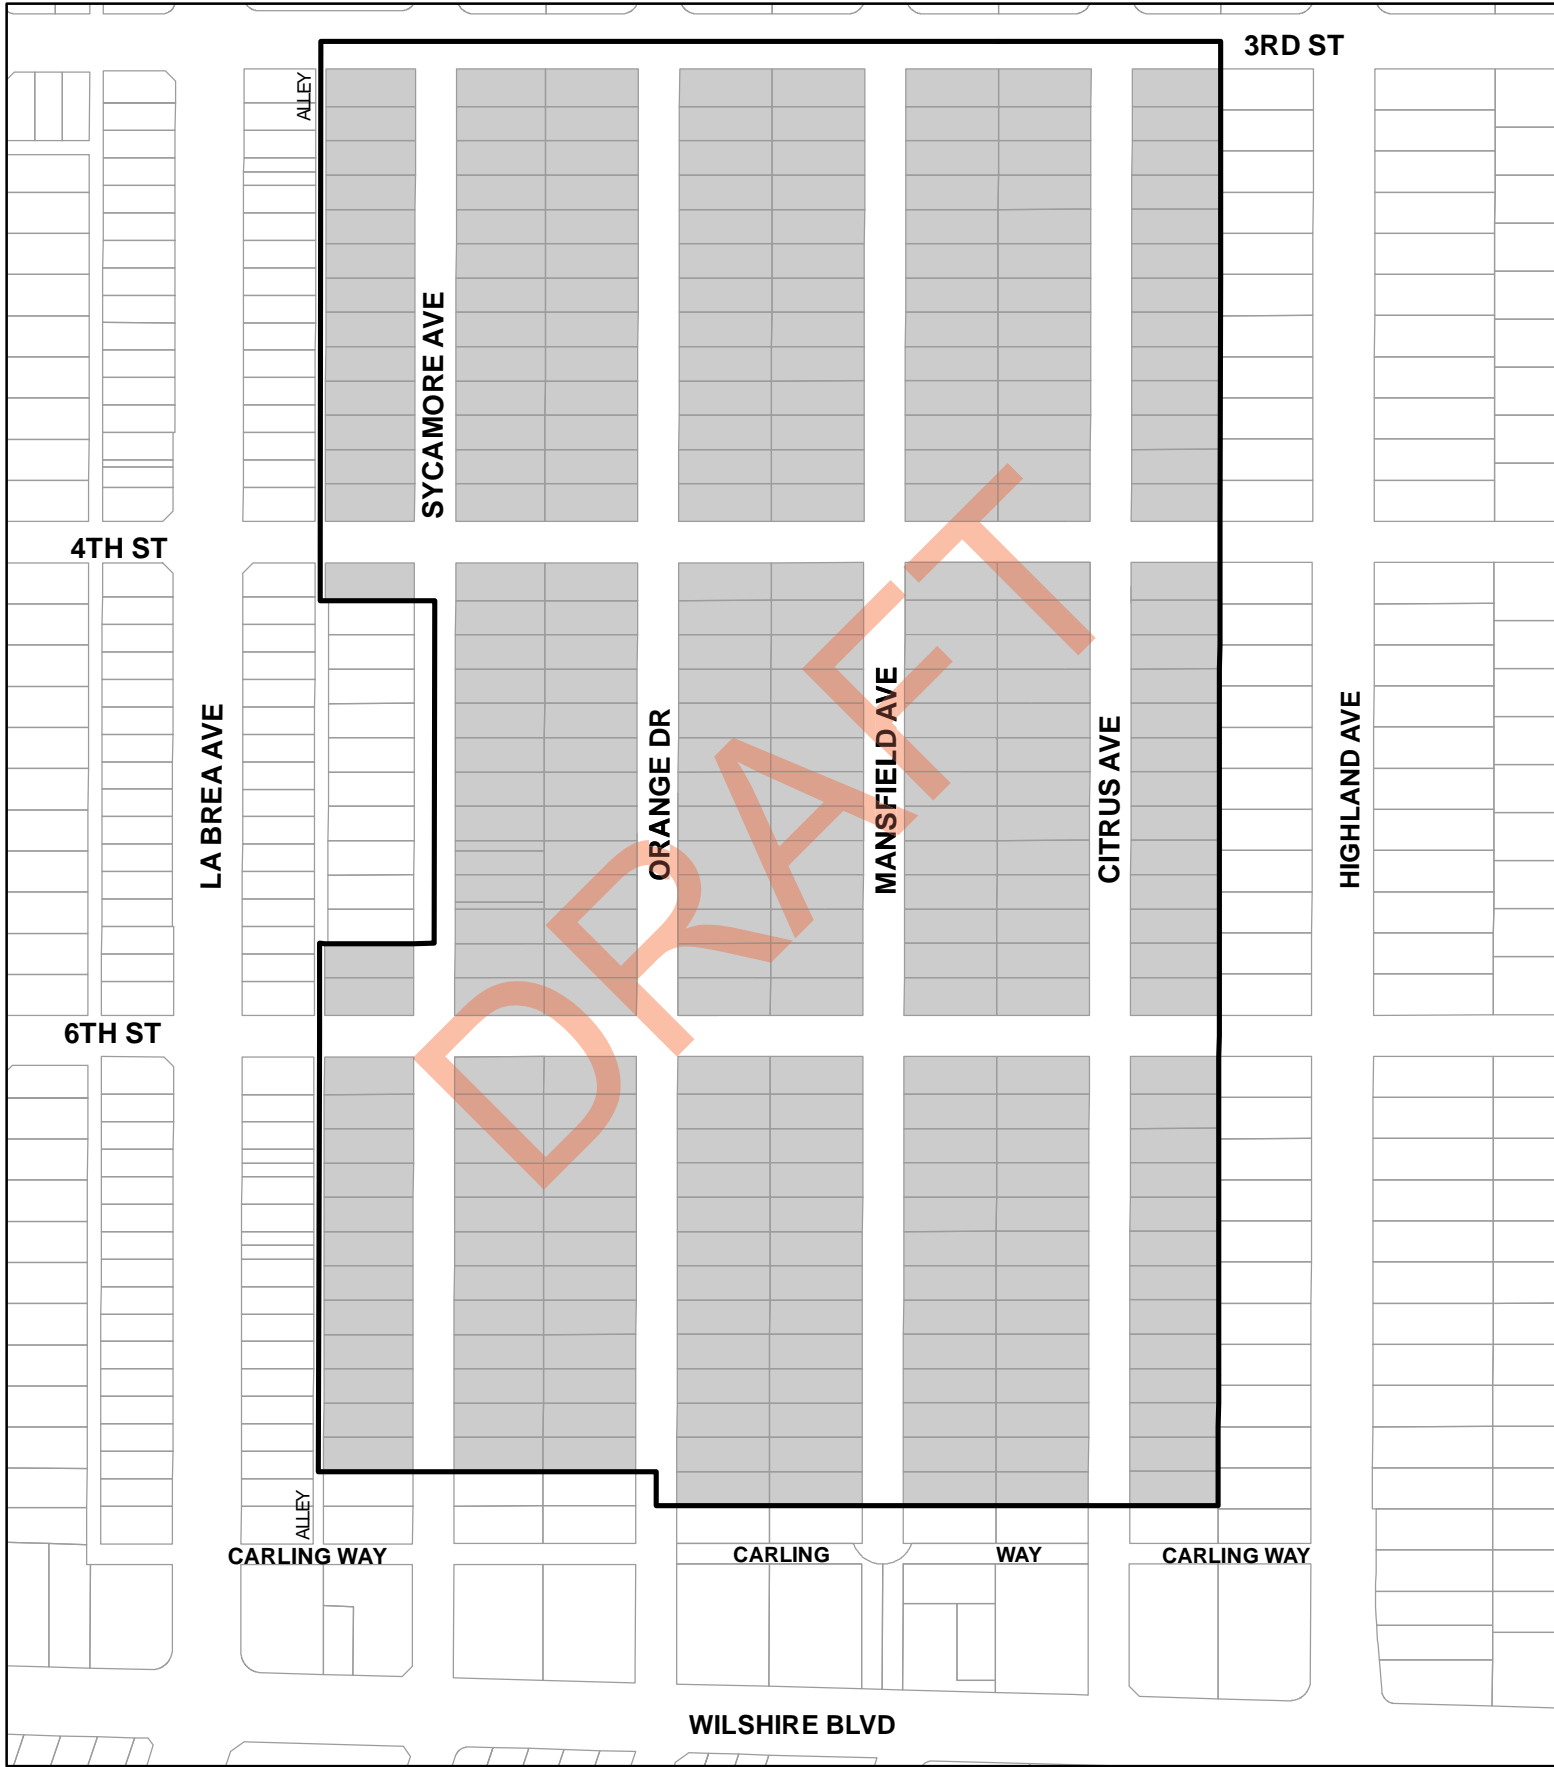 3RD ST
ALLEY
SYCAMORE AVE
4TH ST
LA BREA AVE
ORANGE DR
MANSFIELD AVE
CITRUS AVE
HIGHLAND AVE
DRAFT
6TH ST
ALLEY
CARLING WAY
CARLING WAY
CARLING WAY
WILSHIRE BLVD